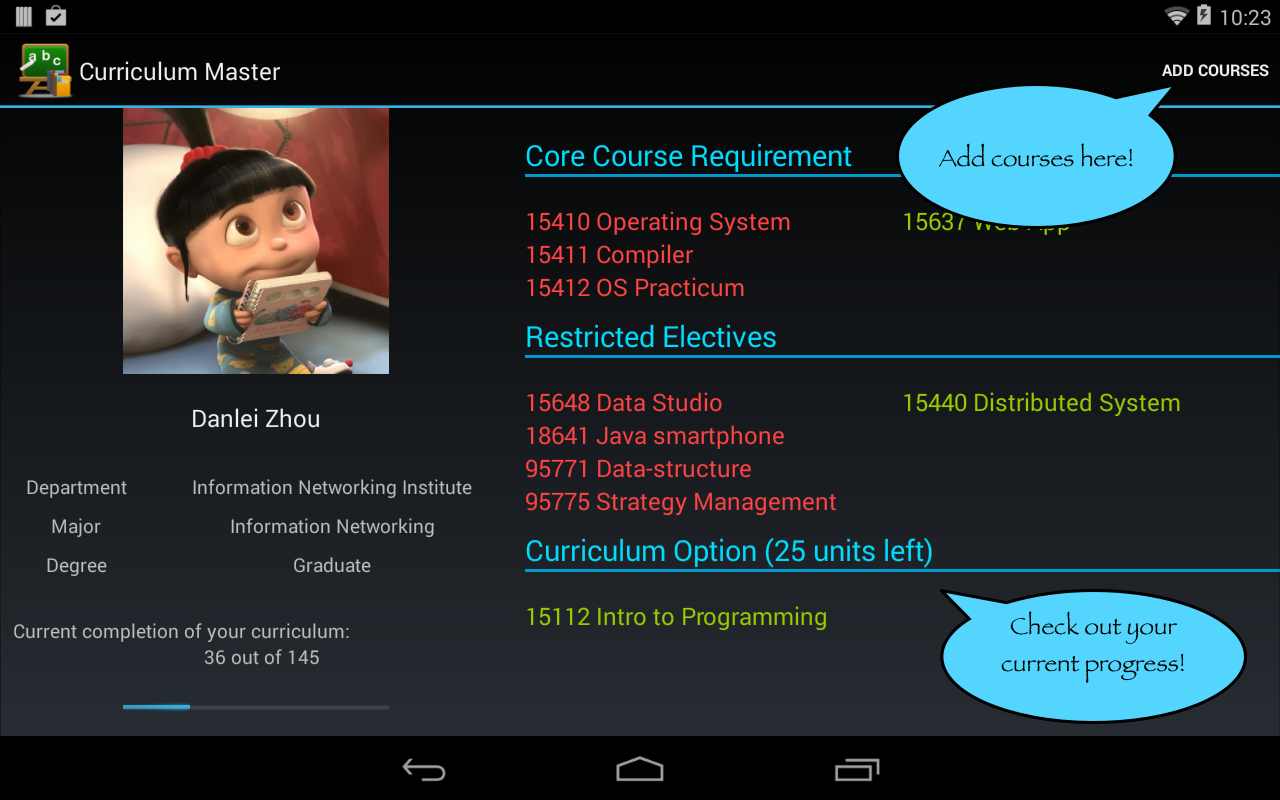 10:23
a b c
Curriculum Master
ADD COURSES
Add courses here!
Danlei Zhou
Department Information Networking Institute
Major Information Networking
Degree Graduate
Current completion of your curriculum:
36 out of 145
Core Course Requirement
15410 Operating System 15637 Web App
15411 Compiler
15412 OS Practicum
Restricted Electives
15648 Data Studio 15440 Distributed System
18641 Java smartphone
95771 Data-structure
95775 Strategy Management
Curriculum Option (25 units left)
15112 Intro to Programming
Check out your
current progress!